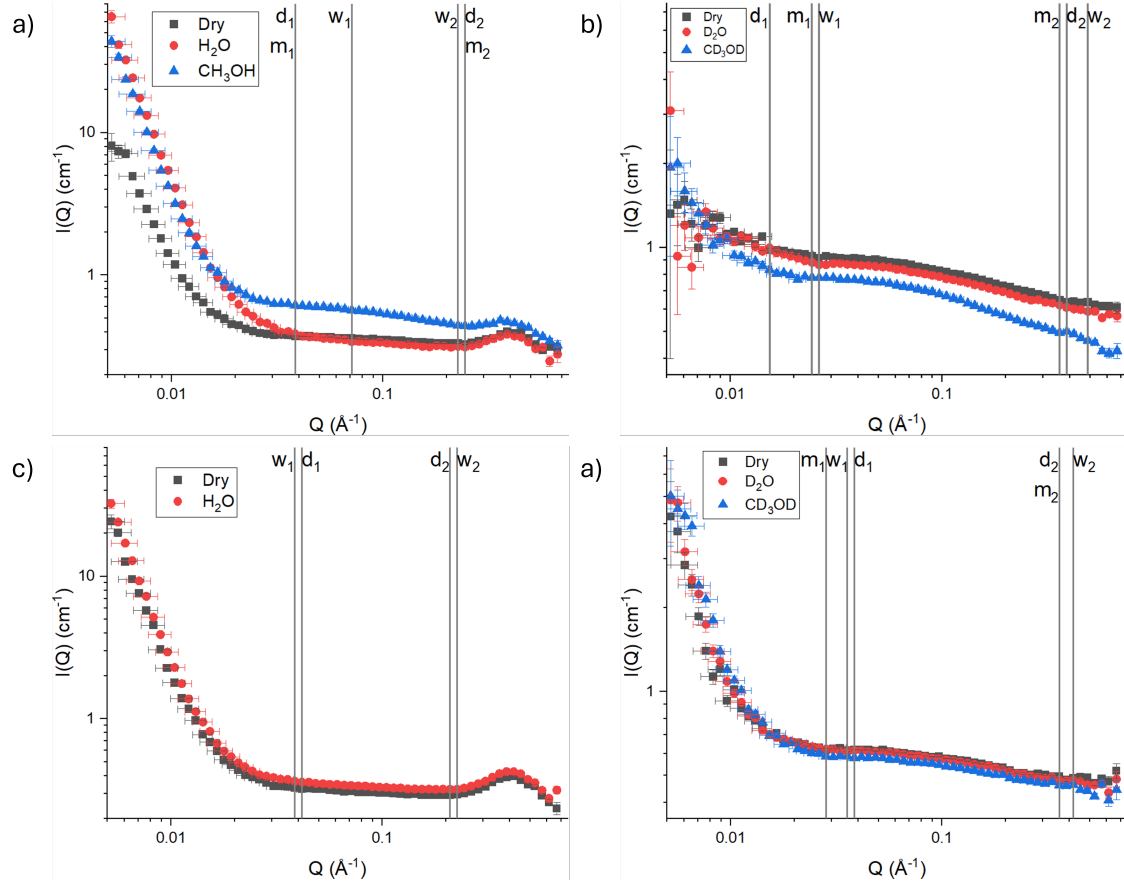 a)
d₁
m₁
w₁
w₂
d₂
m₂
Dry
H₂O
CH₃OH
10
1
I(Q) (cm⁻¹)
0.01
0.1
Q (Å⁻¹)
b)
d₁
m₁
w₁
m₂
d₂
w₂
Dry
D₂O
CD₃OD
1
I(Q) (cm⁻¹)
0.01
0.1
Q (Å⁻¹)
c)
w₁
d₁
d₂
w₂
Dry
H₂O
10
1
I(Q) (cm⁻¹)
0.01
0.1
Q (Å⁻¹)
a)
m₁
w₁
d₁
d₂
m₂
w₂
Dry
D₂O
CD₃OD
1
I(Q) (cm⁻¹)
0.01
0.1
Q (Å⁻¹)